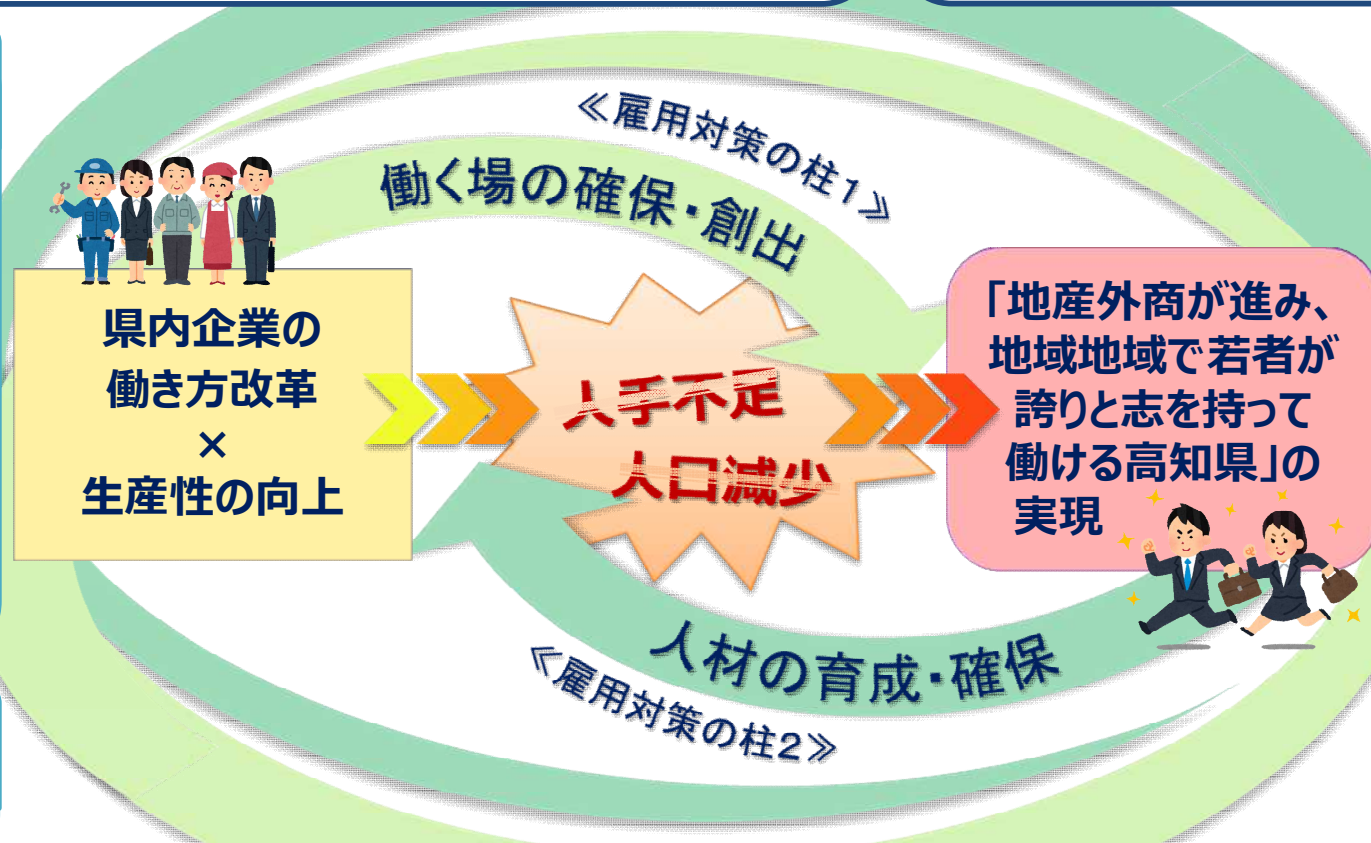 ≪雇用対策の柱1≫
働く場の確保・創出
県内企業の
働き方改革
×
生産性の向上
人手不足
人口減少
「地産外商が進み、
地域地域で若者が
誇りと志を持って
働ける高知県」の
実現
人材の育成・確保
≪雇用対策の柱2≫